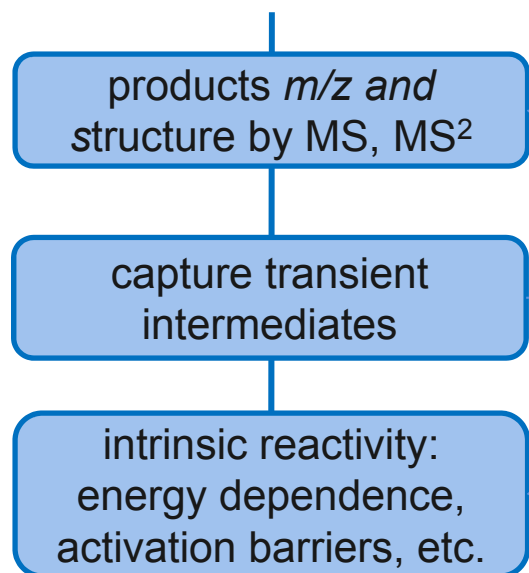 products m/z and
structure by MS, MS²
capture transient
intermediates
intrinsic reactivity:
energy dependence,
activation barriers, etc.